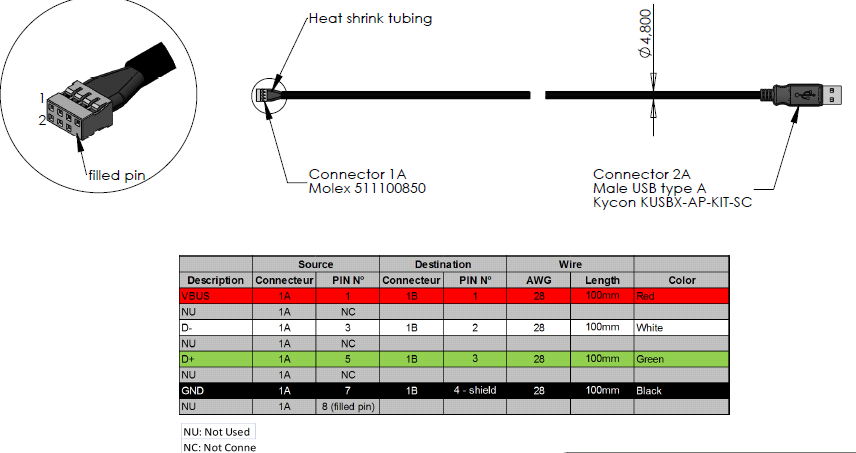 Heat shrink tubing
Ø 4,800
1
2
filled pin
Connector 1A
Molex 511100850
Connector 2A
Male USB type A
Kycon KUSBX-AP-KIT-SC
Source Destination Wire
Description Connecteur PIN N° Connecteur PIN N° AWG Length Color
VBUS 1A 1 1B 1 28 100mm Red
NU 1A NC
D- 1A 3 1B 2 28 100mm White
NU 1A NC
D+ 1A 5 1B 3 28 100mm Green
NU 1A NC
GND 1A 7 1B 4 - shield 28 100mm Black
NU 1A 8 (filled pin)
NU: Not Used
NC: Not Conne